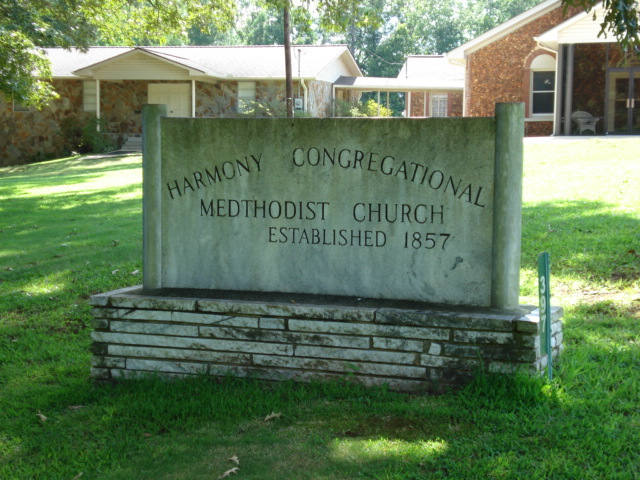 HARMONY CONGREGATIONAL
MEDTHODIST CHURCH
ESTABLISHED 1857